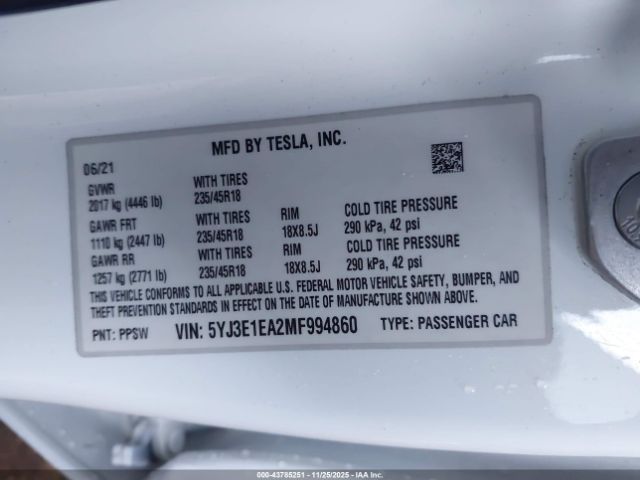 MFD BY TESLA, INC.
06/21
GVWR WITH TIRES
2017 kg (4446 lb) 235/45R18
GAWR FRT WITH TIRES RIM COLD TIRE PRESSURE
1110 kg (2447 lb) 235/45R18 18X8.5J 290 kPa, 42 psi
GAWR RR WITH TIRES RIM COLD TIRE PRESSURE
1257 kg (2771 lb) 235/45R18 18X8.5J 290 kPa, 42 psi
THIS VEHICLE CONFORMS TO ALL APPLICABLE U.S. FEDERAL MOTOR VEHICLE SAFETY, BUMPER, AND
THEFT PREVENTION STANDARDS IN EFFECT ON THE DATE OF MANUFACTURE SHOWN ABOVE.
PNT: PPSW VIN: 5YJ3E1EA2MF994860 TYPE: PASSENGER CAR
000-43785251 | 11/25/2025 | IAAI.COM